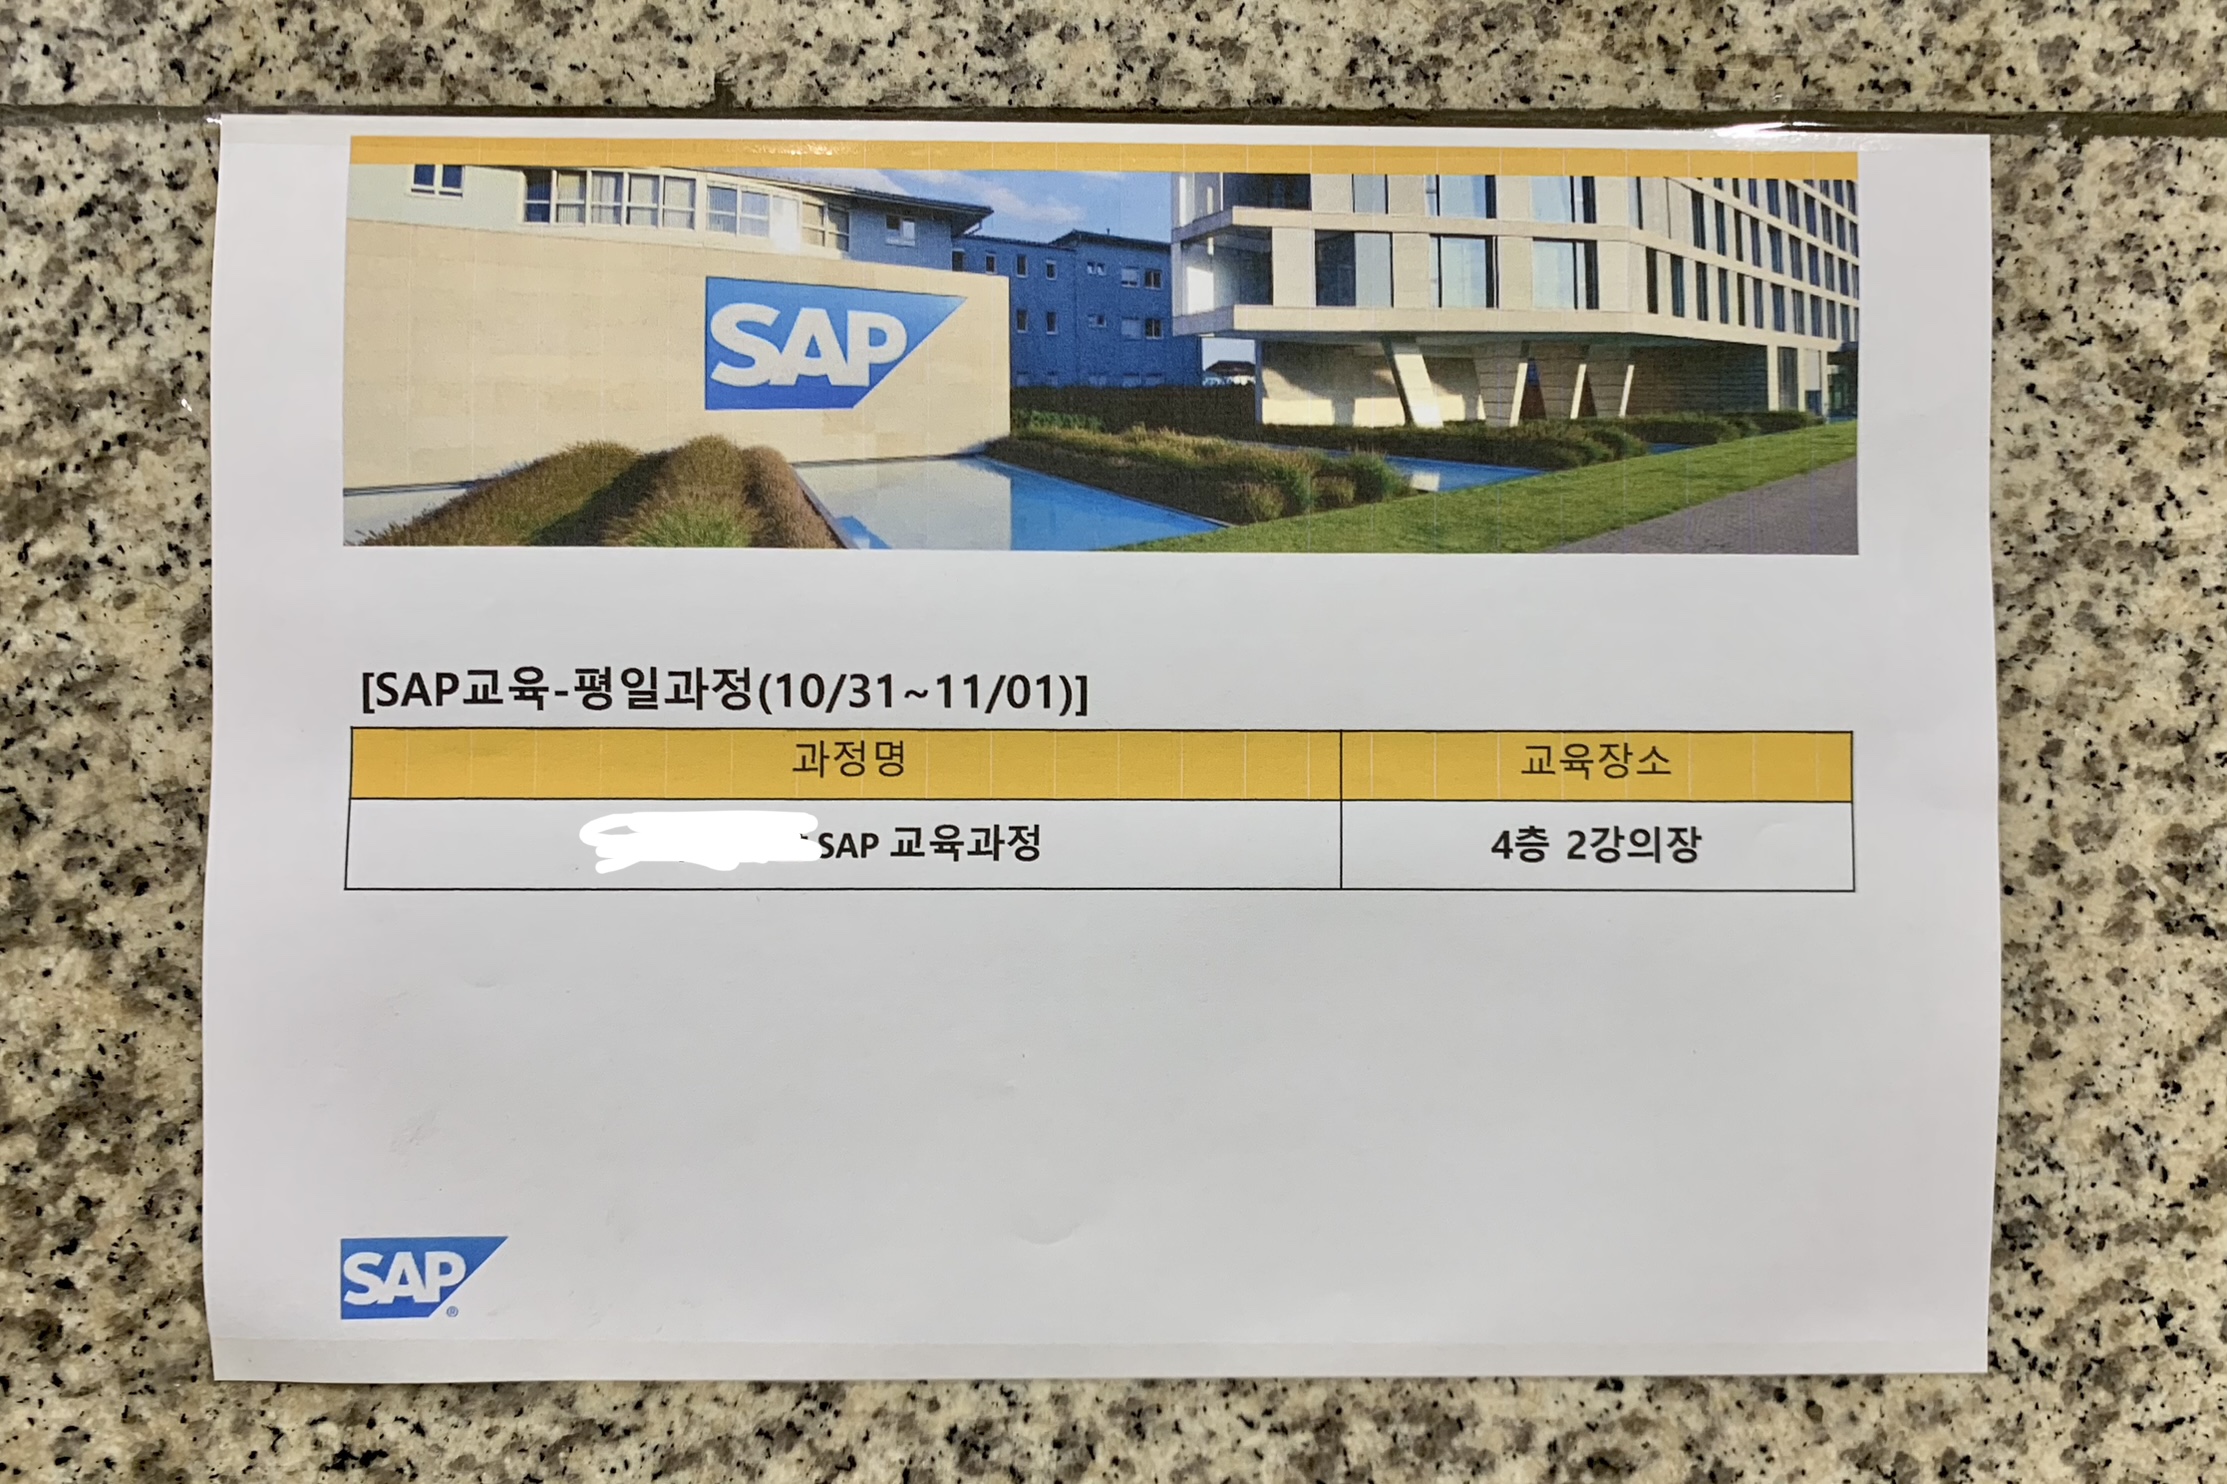 SAP
[SAP교육-평일과정(10/31~11/01)]
과정명 교육장소
SAP 교육과정 4층 2강의장
SAP®